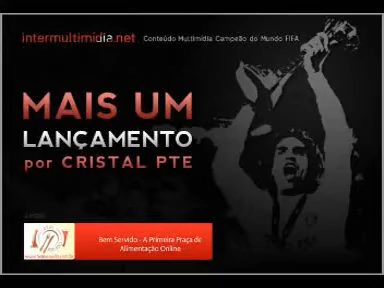 intermultimídia.net Conteúdo Multimídia Campeão do Mundo FIFA
MAIS UM
LANÇAMENTO
por CRISTAL PTE
Bem Servido - A Primeira Praça de
Alimentação Online